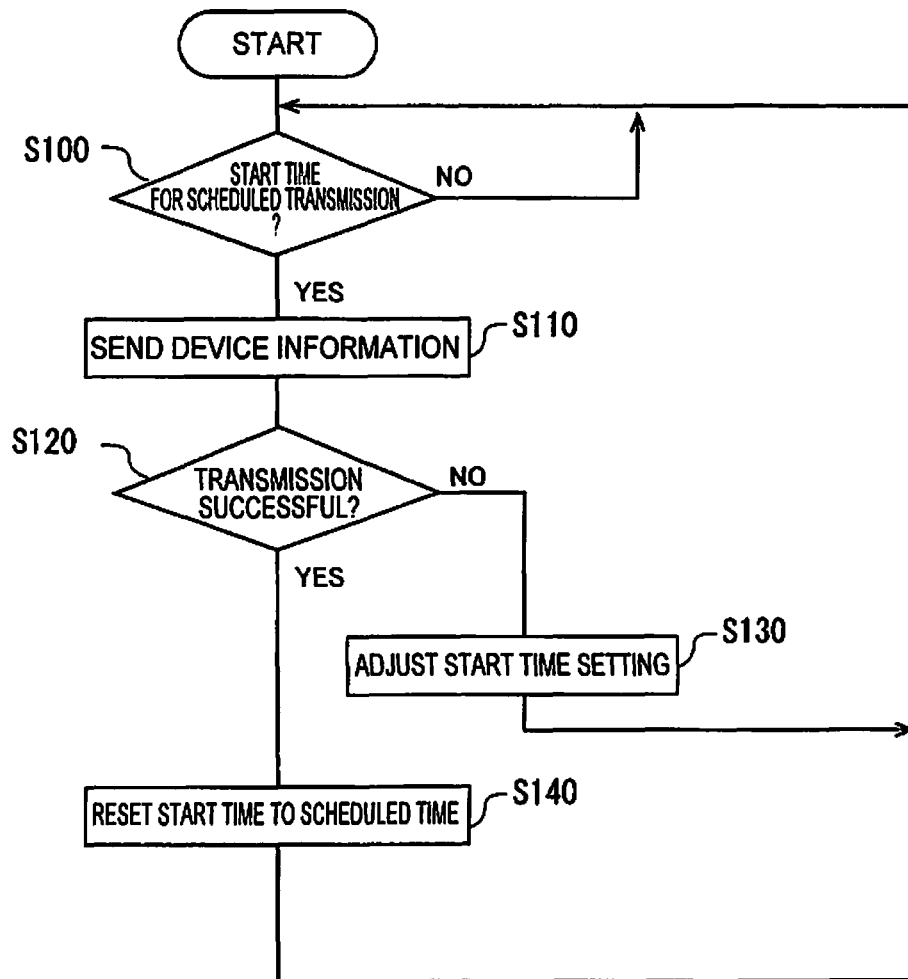 START
S100
START TIME
FOR SCHEDULED TRANSMISSION
?
NO
YES
SEND DEVICE INFORMATION
S110
S120
TRANSMISSION
SUCCESSFUL?
NO
YES
S130
ADJUST START TIME SETTING
RESET START TIME TO SCHEDULED TIME
S140